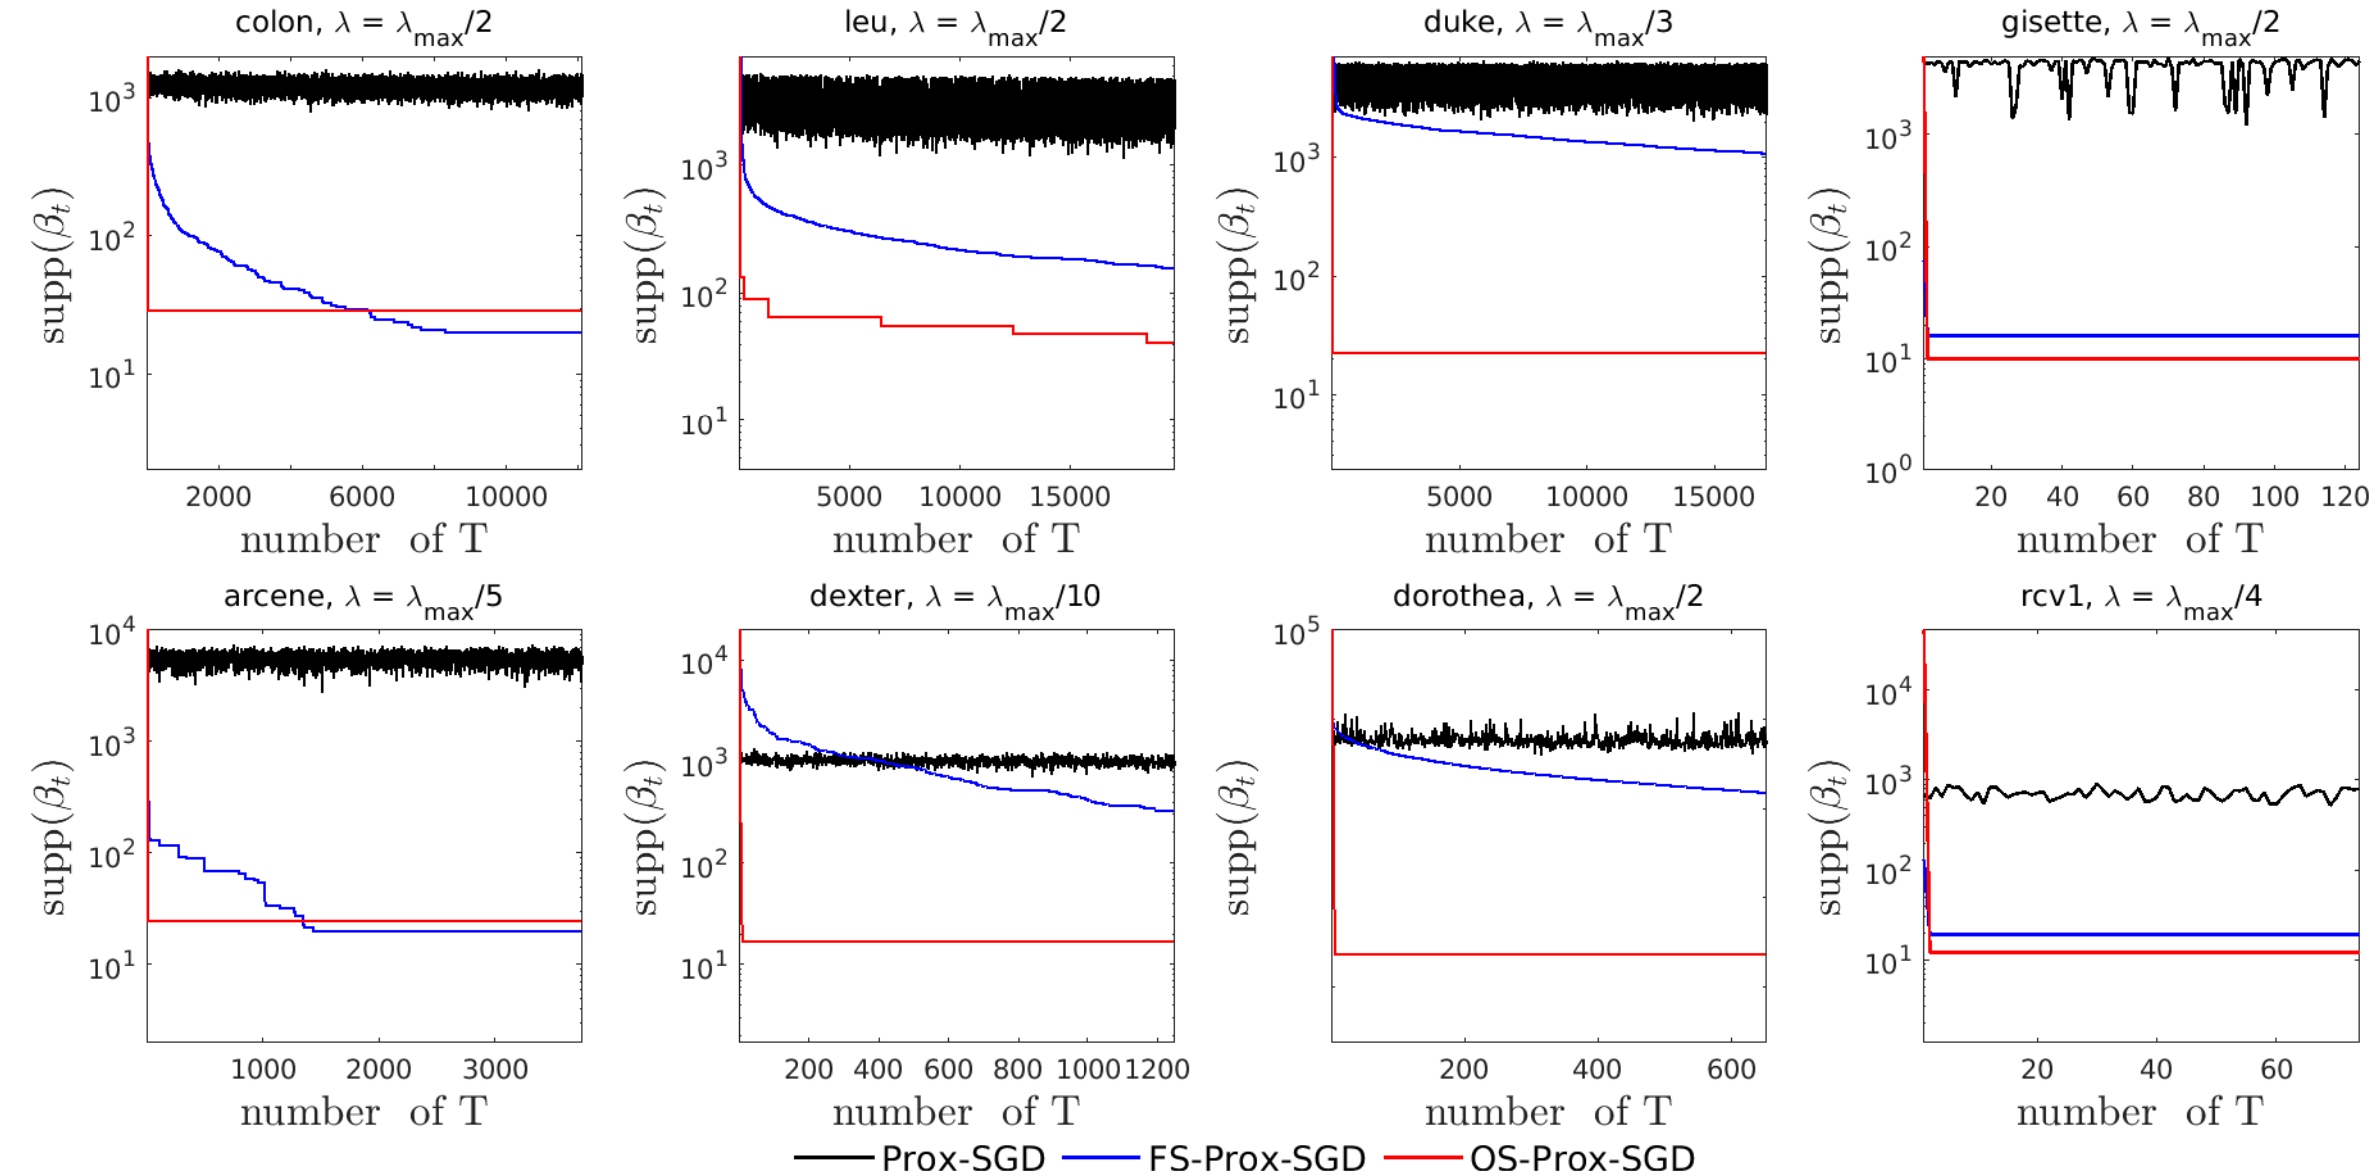 colon, λ = λmax/2
leu, λ = λmax/2
duke, λ = λmax/3
gisette, λ = λmax/2
supp(βt)
10^3
10^2
10^1
2000 6000 10000
number of T
supp(βt)
10^3
10^2
10^1
5000 10000 15000
number of T
supp(βt)
10^3
10^2
10^1
5000 10000 15000
number of T
supp(βt)
10^3
10^2
10^1
10^0
20 40 60 80 100 120
number of T
arcene, λ = λmax/5
dexter, λ = λmax/10
dorothea, λ = λmax/2
rcv1, λ = λmax/4
supp(βt)
10^4
10^3
10^2
10^1
1000 2000 3000
number of T
supp(βt)
10^4
10^3
10^2
10^1
200 400 600 800 1000 1200
number of T
supp(βt)
10^5
200 400 600
number of T
supp(βt)
10^4
10^3
10^2
10^1
20 40 60
number of T
Prox-SGD FS-Prox-SGD OS-Prox-SGD